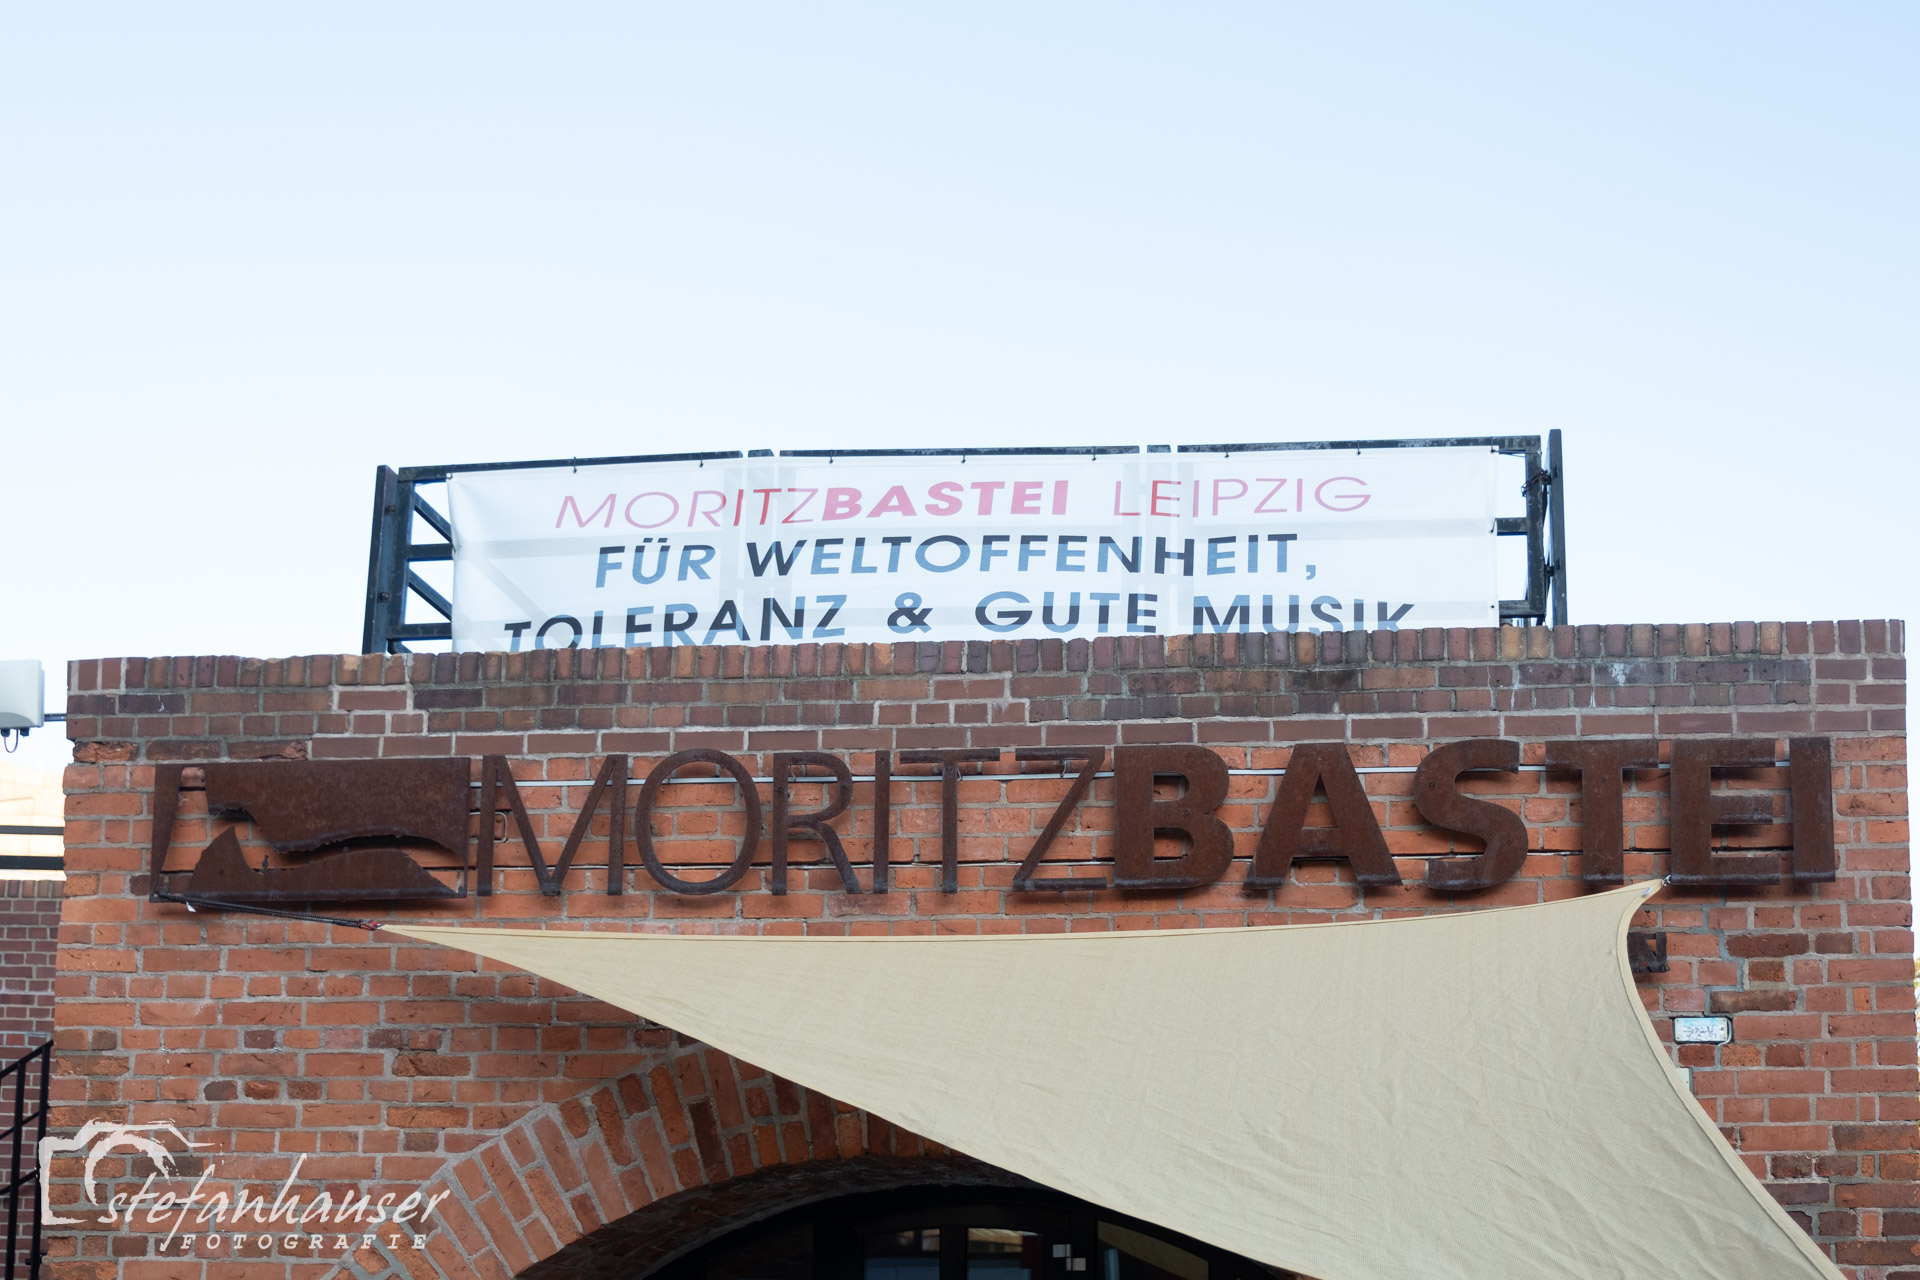 MORITZBASTEI LEIPZIG
FÜR WELTOFFENHEIT,
TOLERANZ & GUTE MUSIK
MORITZBASTEI
stefanhauser
FOTOGRAFIE